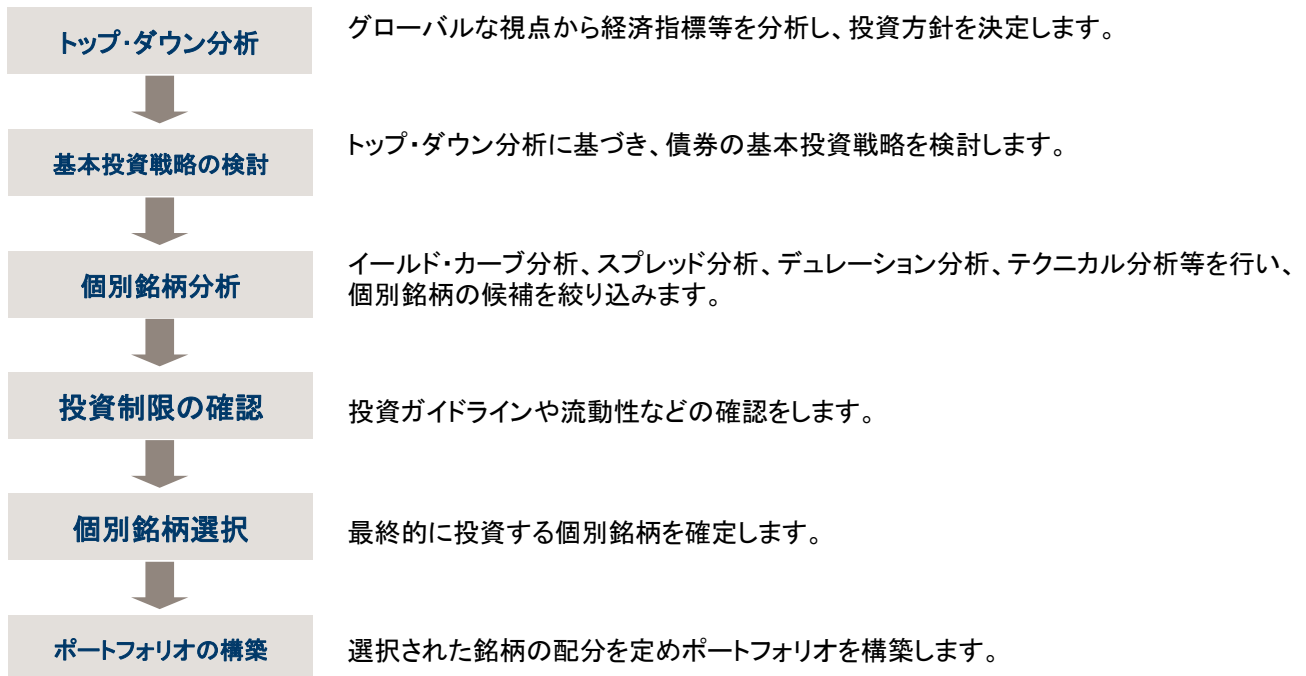 トップ・ダウン分析
グローバルな視点から経済指標等を分析し、投資方針を決定します。
基本投資戦略の検討
トップ・ダウン分析に基づき、債券の基本投資戦略を検討します。
個別銘柄分析
イールド・カーブ分析、スプレッド分析、デュレーション分析、テクニカル分析等を行い、
個別銘柄の候補を絞り込みます。
投資制限の確認
投資ガイドラインや流動性などの確認をします。
個別銘柄選択
最終的に投資する個別銘柄を確定します。
ポートフォリオの構築
選択された銘柄の配分を定めポートフォリオを構築します。